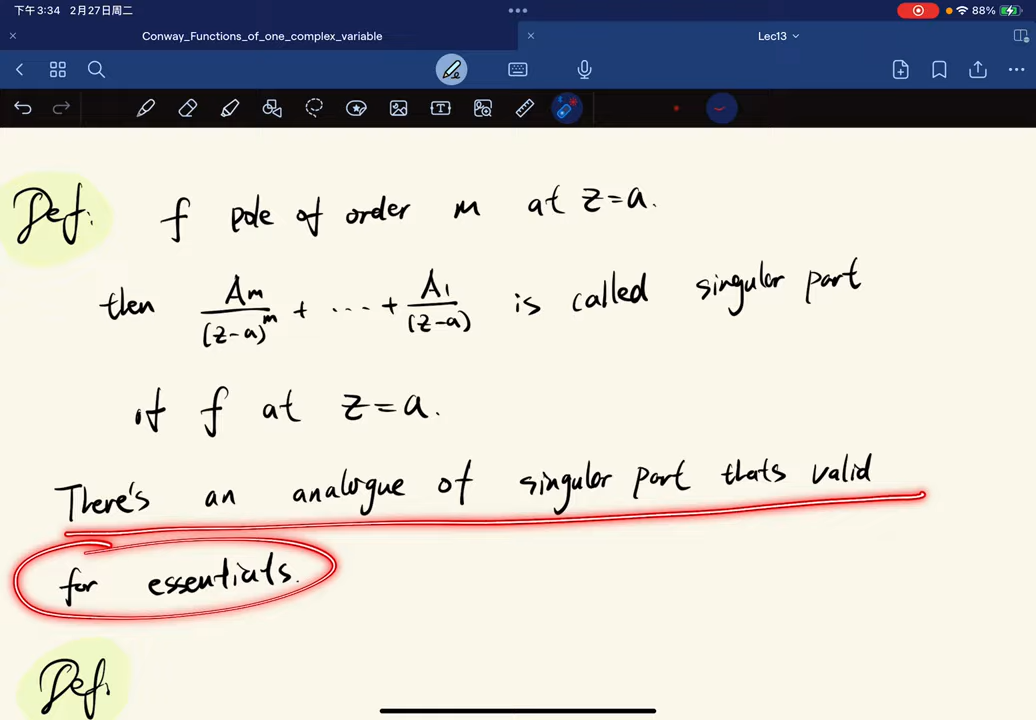 下午3:34 2月27日周二
88%
Conway_Functions_of_one_complex_variable
Lec13
Def: f pole of order m at z=a.
then Am/(z-a)^m + ... + A1/(z-a) is called singular part
of f at z=a.
There's an analogue of singular part thats valid
for essentials.
Def: